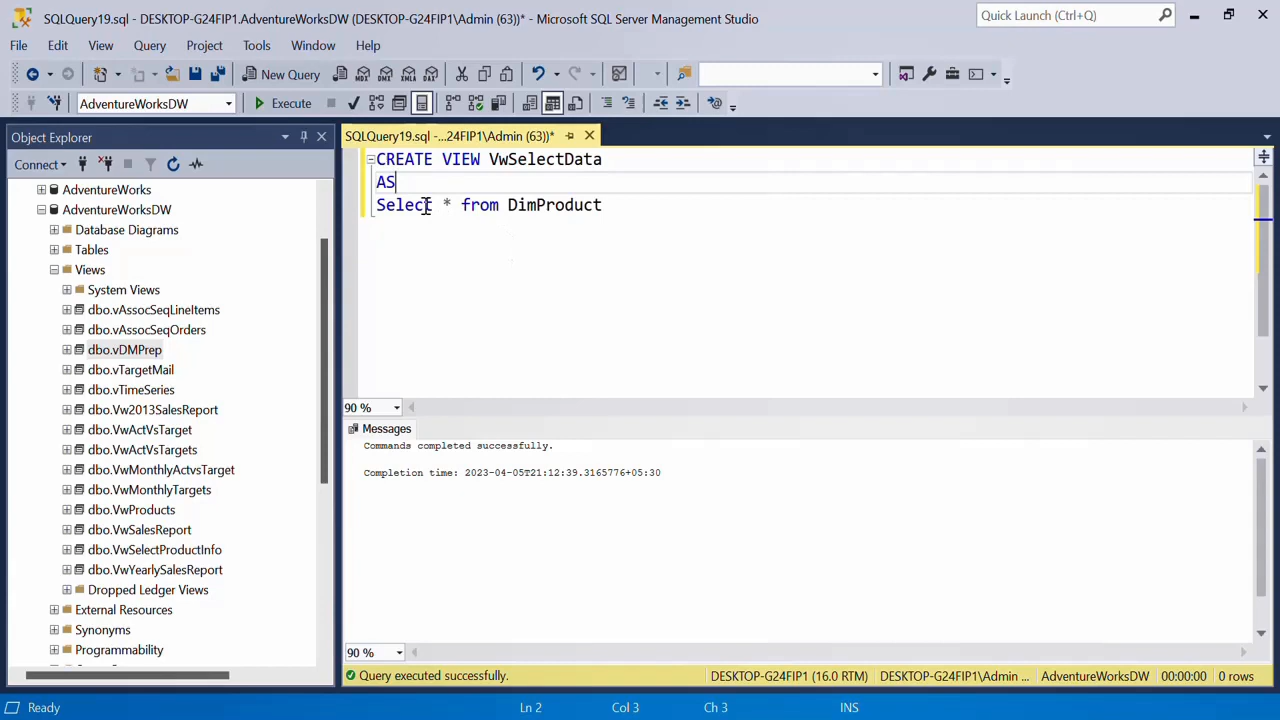 SQLQuery19.sql - DESKTOP-G24FIP1.AdventureWorksDW (DESKTOP-G24FIP1\Admin (63))* - Microsoft SQL Server Management Studio
Quick Launch (Ctrl+Q)
File Edit View Query Project Tools Window Help
New Query
AdventureWorksDW
Execute
Object Explorer
Connect
AdventureWorks
AdventureWorksDW
Database Diagrams
Tables
Views
System Views
dbo.vAssocSeqLineItems
dbo.vAssocSeqOrders
dbo.vDMPrep
dbo.vTargetMail
dbo.vTimeSeries
dbo.Vw2013SalesReport
dbo.VwActVsTarget
dbo.VwActVsTargets
dbo.VwMonthlyActvsTarget
dbo.VwMonthlyTargets
dbo.VwProducts
dbo.VwSalesReport
dbo.VwSelectProductInfo
dbo.VwYearlySalesReport
Dropped Ledger Views
External Resources
Synonyms
Programmability
SQLQuery19.sql -...24FIP1\Admin (63))*
CREATE VIEW VwSelectData
AS
Select * from DimProduct
90 %
Messages
Commands completed successfully.
Completion time: 2023-04-05T21:12:39.3165776+05:30
90 %
Query executed successfully.
DESKTOP-G24FIP1 (16.0 RTM) DESKTOP-G24FIP1\Admin ... AdventureWorksDW 00:00:00 0 rows
Ready Ln 2 Col 3 Ch 3 INS